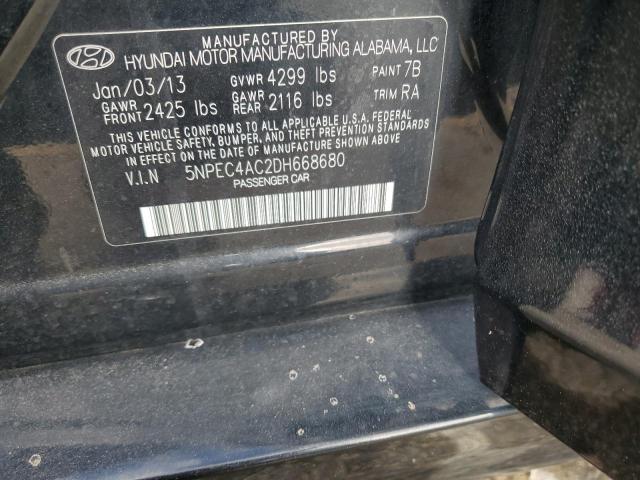 MANUFACTURED BY
HYUNDAI MOTOR MANUFACTURING ALABAMA, LLC
Jan/03/13 GVWR 4299 lbs PAINT 7B
GAWR FRONT 2425 lbs GAWR REAR 2116 lbs TRIM RA
THIS VEHICLE CONFORMS TO ALL APPLICABLE U.S.A. FEDERAL
MOTOR VEHICLE SAFETY, BUMPER, AND THEFT PREVENTION STANDARDS
IN EFFECT ON THE DATE OF MANUFACTURE SHOWN ABOVE.
V.I.N 5NPEC4AC2DH668680
PASSENGER CAR